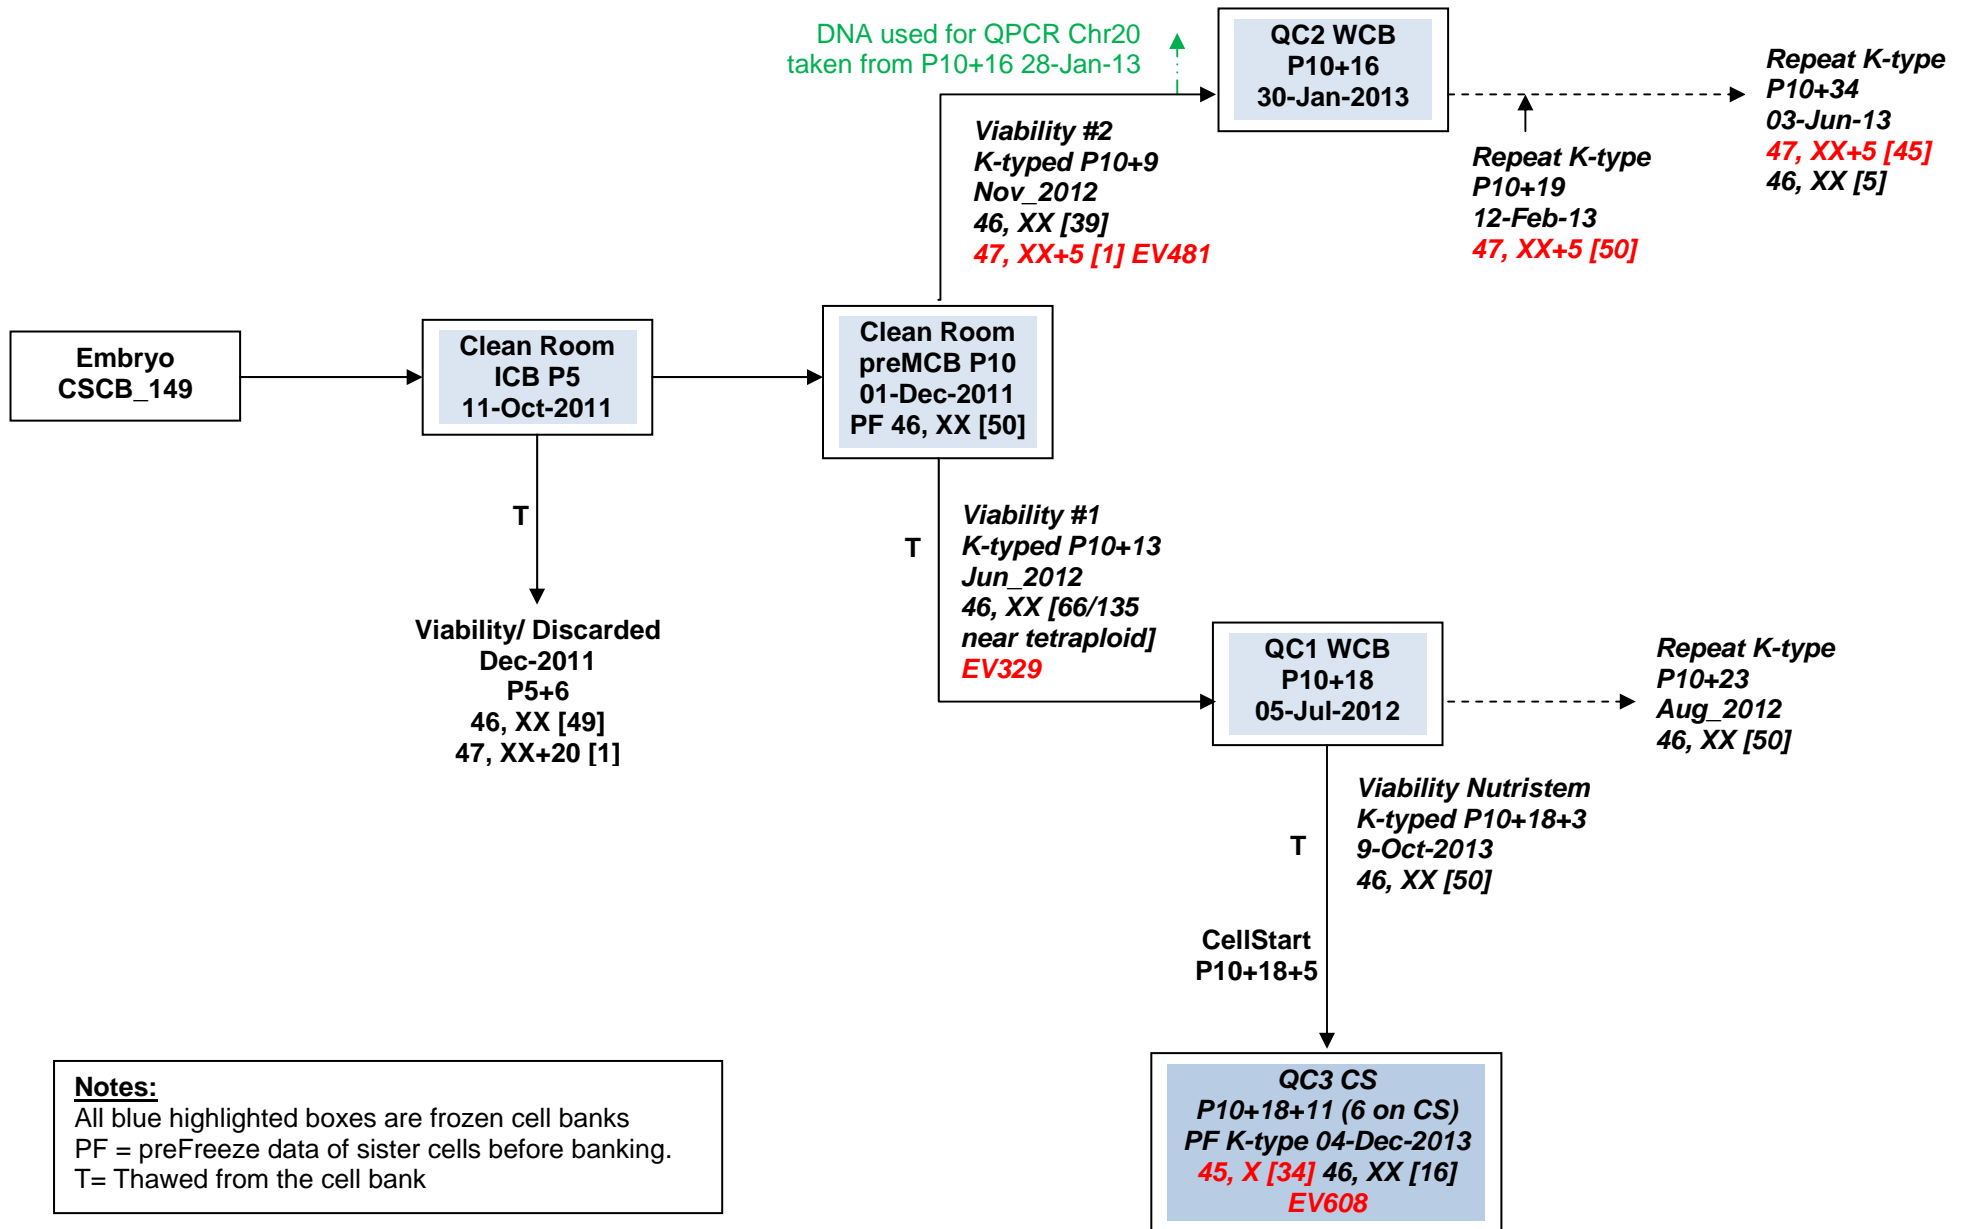 DNA used for QPCR Chr20
taken from P10+16 28-Jan-13
QC2 WCB
P10+16
30-Jan-2013
Repeat K-type
P10+34
03-Jun-13
47, XX+5 [45]
46, XX [5]
Viability #2
K-typed P10+9
Nov_2012
46, XX [39]
47, XX+5 [1] EV481
Repeat K-type
P10+19
12-Feb-13
47, XX+5 [50]
Embryo
CSCB_149
Clean Room
ICB P5
11-Oct-2011
Clean Room
preMCB P10
01-Dec-2011
PF 46, XX [50]
T
Viability/ Discarded
Dec-2011
P5+6
46, XX [49]
47, XX+20 [1]
T
Viability #1
K-typed P10+13
Jun_2012
46, XX [66/135
near tetraploid]
EV329
QC1 WCB
P10+18
05-Jul-2012
Repeat K-type
P10+23
Aug_2012
46, XX [50]
T
Viability Nutristem
K-typed P10+18+3
9-Oct-2013
46, XX [50]
CellStart
P10+18+5
QC3 CS
P10+18+11 (6 on CS)
PF K-type 04-Dec-2013
45, X [34] 46, XX [16]
EV608
Notes:
All blue highlighted boxes are frozen cell banks
PF = preFreeze data of sister cells before banking.
T= Thawed from the cell bank